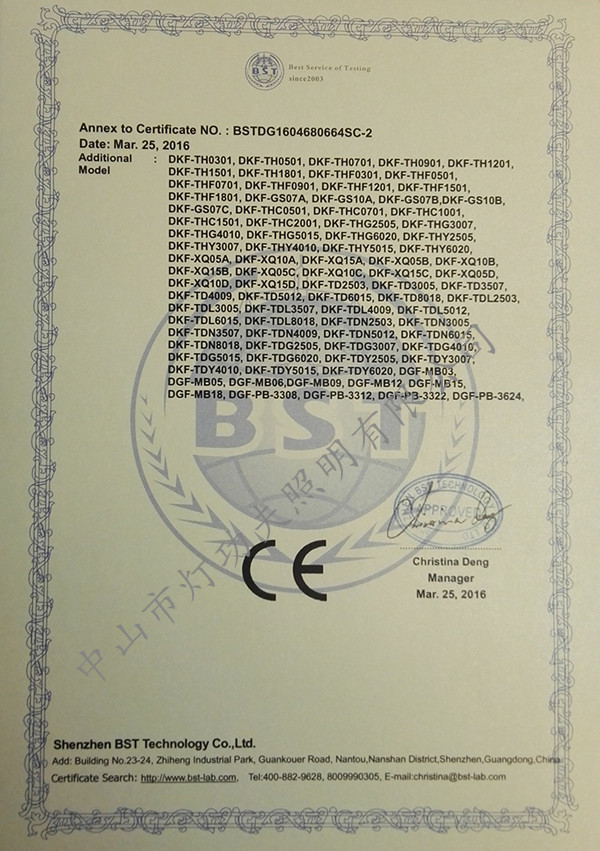 BST
Best Service of Testing
since2003
Annex to Certificate NO. : BSTDG1604680664SC-2
Date: Mar. 25, 2016
Additional Model : DKF-TH0301, DKF-TH0501, DKF-TH0701, DKF-TH0901, DKF-TH1201,
DKF-TH1501, DKF-TH1801, DKF-THF0301, DKF-THF0501,
DKF-THF0701, DKF-THF0901, DKF-THF1201, DKF-THF1501,
DKF-THF1801, DKF-GS07A, DKF-GS10A, DKF-GS07B,DKF-GS10B,
DKF-GS07C, DKF-THC0501, DKF-THC0701, DKF-THC1001,
DKF-THC1501, DKF-THC2001, DKF-THG2505, DKF-THG3007,
DKF-THG4010, DKF-THG5015, DKF-THG6020, DKF-THY2505,
DKF-THY3007, DKF-THY4010, DKF-THY5015, DKF-THY6020,
DKF-XQ05A, DKF-XQ10A, DKF-XQ15A, DKF-XQ05B, DKF-XQ10B,
DKF-XQ15B, DKF-XQ05C, DKF-XQ10C, DKF-XQ15C, DKF-XQ05D,
DKF-XQ10D, DKF-XQ15D, DKF-TD2503, DKF-TD3005, DKF-TD3507,
DKF-TD4009, DKF-TD5012, DKF-TD6015, DKF-TD8018, DKF-TDL2503,
DKF-TDL3005, DKF-TDL3507, DKF-TDL4009, DKF-TDL5012,
DKF-TDL6015, DKF-TDL8018, DKF-TDN2503, DKF-TDN3005,
DKF-TDN3507, DKF-TDN4009, DKF-TDN5012, DKF-TDN6015,
DKF-TDN8018, DKF-TDG2505, DKF-TDG3007, DKF-TDG4010,
DKF-TDG5015, DKF-TDG6020, DKF-TDY2505, DKF-TDY3007,
DKF-TDY4010, DKF-TDY5015, DKF-TDY6020, DGF-MB03,
DGF-MB05, DGF-MB06,DGF-MB09, DGF-MB12, DGF-MB15,
DGF-MB18, DGF-PB-3308, DGF-PB-3312, DGF-PB-3322, DGF-PB-3624,
BST
中山市灯功夫照明有限公司
BST TECHNOLOGY
APPROVED
CE
Christina Deng
Manager
Mar. 25, 2016
Shenzhen BST Technology Co.,Ltd.
Add: Building No.23-24, Zhiheng Industrial Park, Guankouer Road, Nantou,Nanshan District,Shenzhen,Guangdong,China
Certificate Search: http://www.bst-lab.com, Tel:400-882-9628, 8009990305, E-mail:christina@bst-lab.com